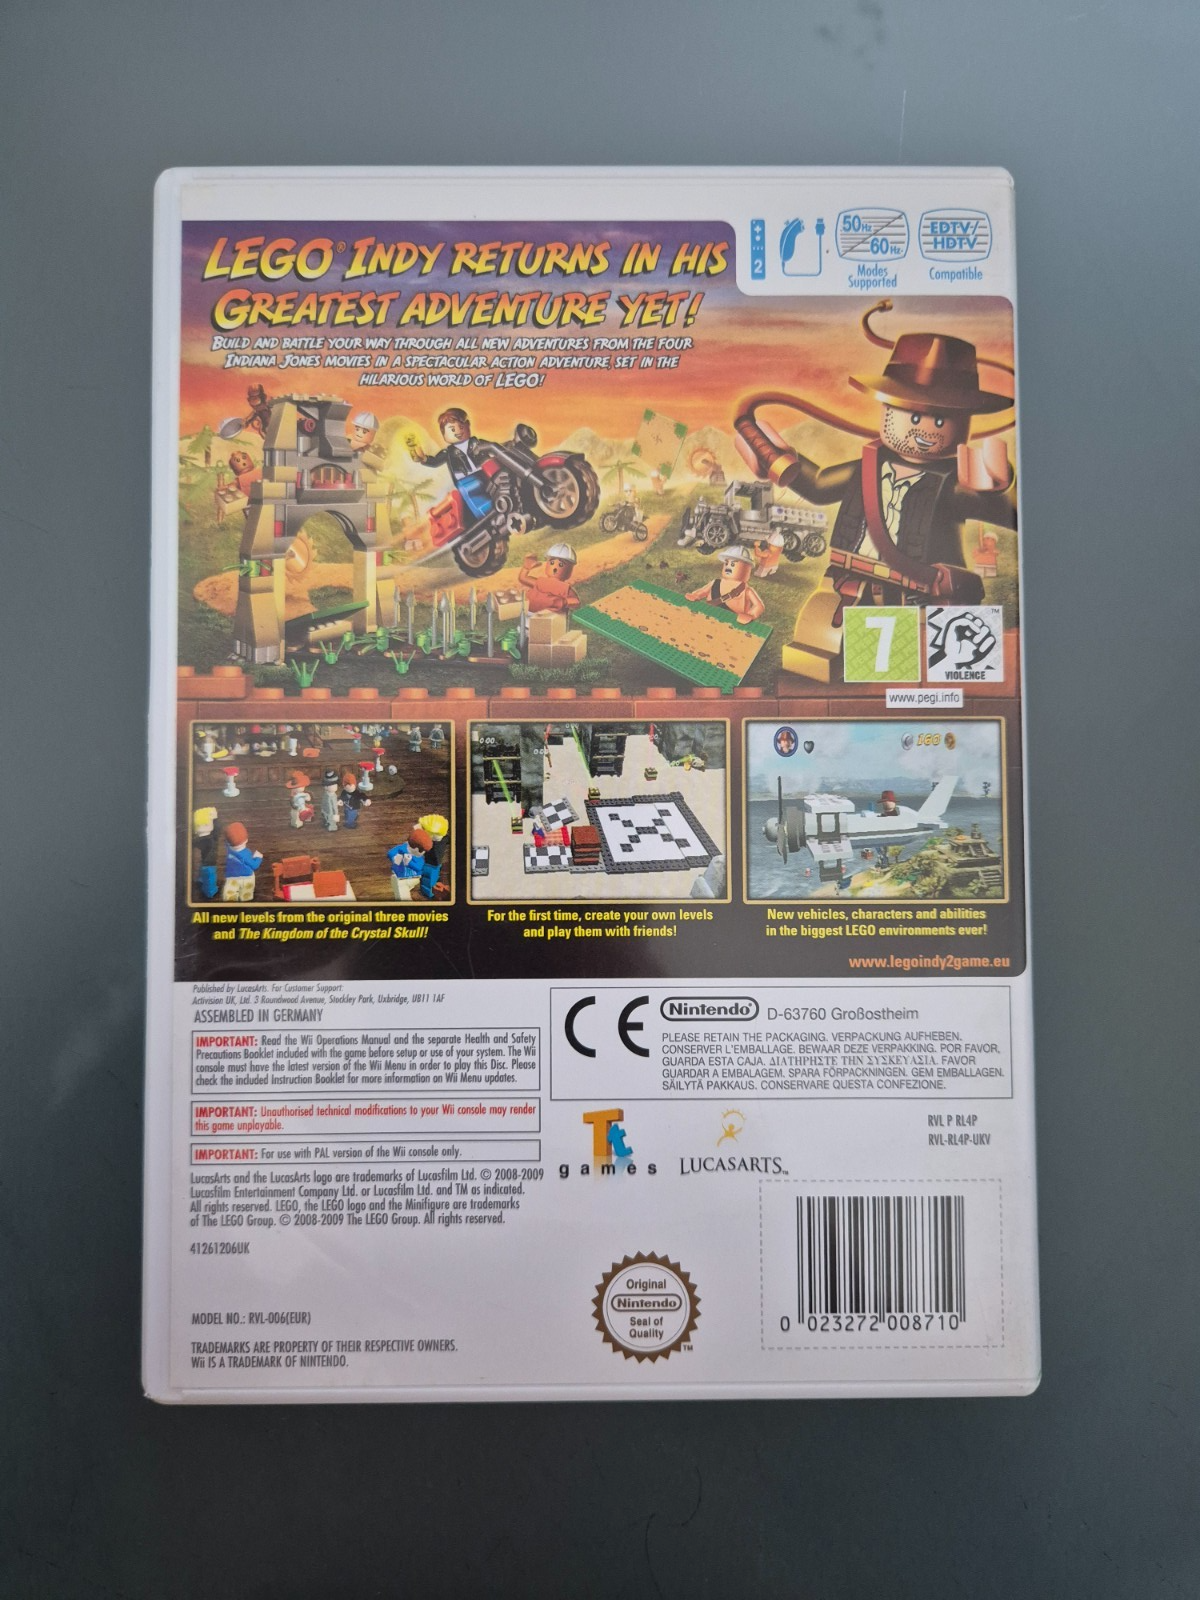 LEGO® INDY RETURNS IN HIS
GREATEST ADVENTURE YET!
BUILD AND BATTLE YOUR WAY THROUGH ALL NEW ADVENTURES FROM THE FOUR
INDIANA JONES MOVIES IN A SPECTACULAR ACTION ADVENTURE, SET IN THE
HILARIOUS WORLD OF LEGO!
2
50Hz
60Hz
Modes
Supported
EDTV/
HDTV
Compatible
7
VIOLENCE
™
www.pegi.info
All new levels from the original three movies
and The Kingdom of the Crystal Skull!
For the first time, create your own levels
and play them with friends!
New vehicles, characters and abilities
in the biggest LEGO environments ever!
www.legoindy2game.eu
Published by LucasArts. For Customer Support:
Activision UK, Ltd. 3 Roundwood Avenue, Stockley Park, Uxbridge, UB11 1AF
ASSEMBLED IN GERMANY
IMPORTANT: Read the Wii Operations Manual and the separate Health and Safety
Precautions Booklet included with the game before setup or use of your system. The Wii
console must have the latest version of the Wii Menu in order to play this Disc. Please
check the included Instruction Booklet for more information on Wii Menu updates.
IMPORTANT: Unauthorised technical modifications to your Wii console may render
this game unplayable.
IMPORTANT: For use with PAL version of the Wii console only.
LucasArts and the LucasArts logo are trademarks of Lucasfilm Ltd. © 2008-2009
Lucasfilm Entertainment Company Ltd. or Lucasfilm Ltd. and TM as indicated.
All rights reserved. LEGO, the LEGO logo and the Minifigure are trademarks
of The LEGO Group. © 2008-2009 The LEGO Group. All rights reserved.
41261206UK
MODEL NO.: RVL-006(EUR)
TRADEMARKS ARE PROPERTY OF THEIR RESPECTIVE OWNERS.
Wii IS A TRADEMARK OF NINTENDO.
CE
Nintendo®
D-63760 Großostheim
PLEASE RETAIN THE PACKAGING. VERPACKUNG AUFHEBEN.
CONSERVER L'EMBALLAGE. BEWAAR DEZE VERPAKKING. POR FAVOR,
GUARDA ESTA CAJA. ΔΙΑΤΗΡΗΣΤΕ ΤΗΝ ΣΥΣΚΕΥΑΣΙΑ. FAVOR
GUARDAR A EMBALAGEM. SPARA FÖRPACKNINGEN. GEM EMBALLAGEN.
SÄILYTÄ PAKKAUS. CONSERVARE QUESTA CONFEZIONE.
Tt
games
LUCASARTS™
RVL P RL4P
RVL-RL4P-UKV
Original
Nintendo
Seal of
Quality
TM
0 023272 008710